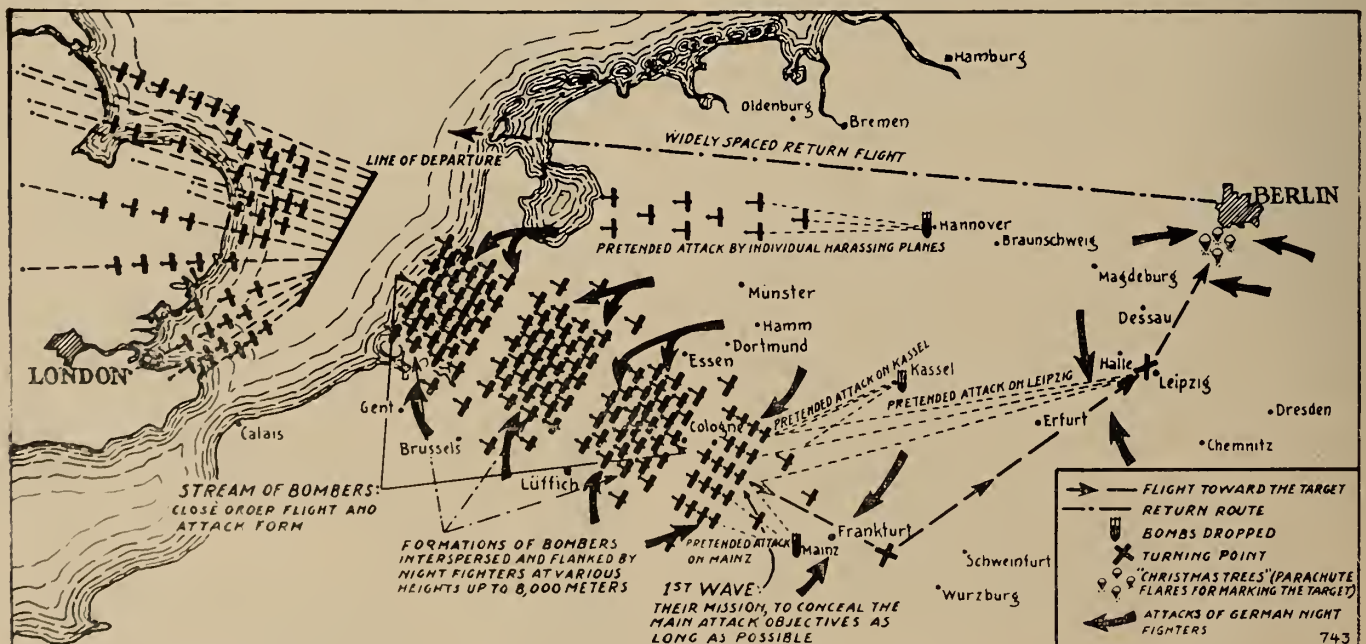 Hamburg
Oldenburg
Bremen
WIDELY SPACED RETURN FLIGHT
LINE OF DEPARTURE
BERLIN
Hannover
PRETENDED ATTACK BY INDIVIDUAL HARASSING PLANES
Braunschweig
Magdeburg
Münster
Dessau
Hamm
Dortmund
Essen
Halle
Leipzig
LONDON
PRETENDED ATTACK ON KASSEL
Kassel
PRETENDED ATTACK ON LEIPZIG
Gent
Calais
Cologne
Erfurt
Dresden
Brussels
Chemnitz
Lüffich
STREAM OF BOMBERS:
CLOSE ORDER FLIGHT AND
ATTACK FORM
FORMATIONS OF BOMBERS
INTERSPERSED AND FLANKED BY
NIGHT FIGHTERS AT VARIOUS
HEIGHTS UP TO 8,000 METERS
PRETENDED ATTACK
ON MAINZ
Mainz
Frankfurt
Schweinfurt
Wurzburg
1ST WAVE:
THEIR MISSION, TO CONCEAL THE
MAIN ATTACK OBJECTIVES AS
LONG AS POSSIBLE
FLIGHT TOWARD THE TARGET
RETURN ROUTE
BOMBS DROPPED
TURNING POINT
"CHRISTMAS TREES" (PARACHUTE
FLARES FOR MARKING THE TARGET)
ATTACKS OF GERMAN NIGHT
FIGHTERS
743